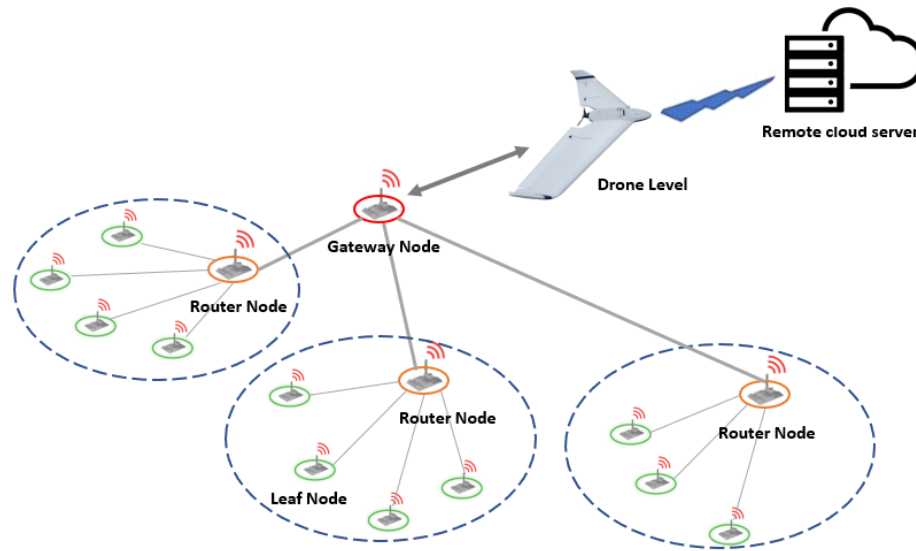 Remote cloud server
Drone Level
Gateway Node
Router Node
Router Node
Router Node
Leaf Node